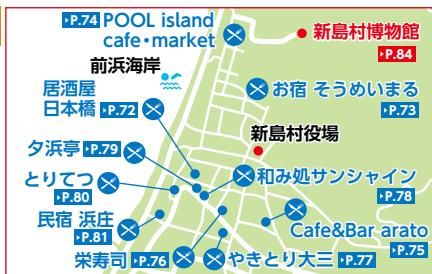 ▶P.74 POOL island
cafe・market
新島村博物館
▶P.84
前浜海岸
居酒屋
日本橋 ▶P.72
お宿 そうめいまる
▶P.73
新島村役場
夕浜亭 ▶P.79
とりてつ
▶P.80
和み処サンシャイン
▶P.78
民宿 浜庄
▶P.81
Cafe&Bar arato
▶P.75
栄寿司 ▶P.76
やきとり大三 ▶P.77